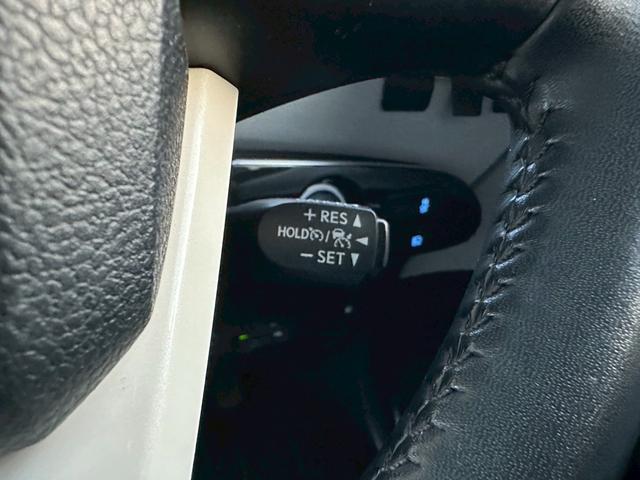 + RES ▲
HOLD / ◄
− SET ▼